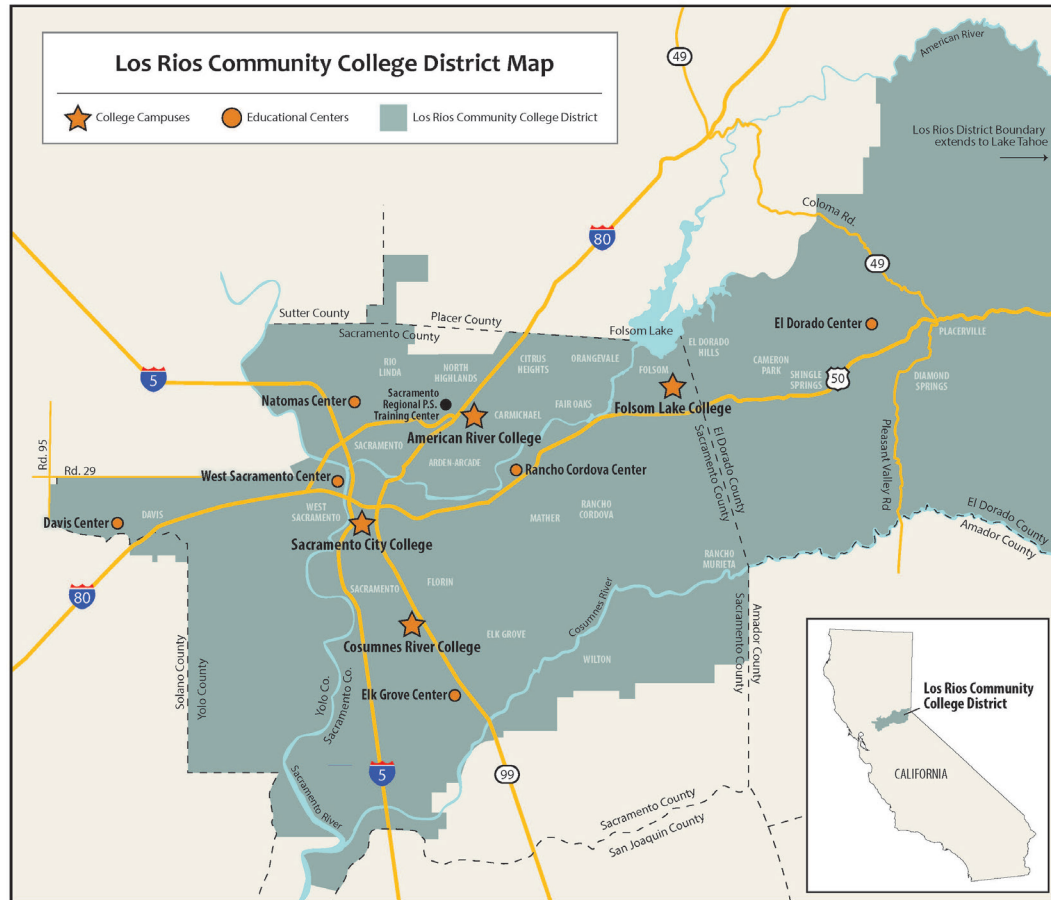 Los Rios Community College District Map
College Campuses
Educational Centers
Los Rios Community College District
49
American River
Los Rios District Boundary
extends to Lake Tahoe
Coloma Rd.
80
49
Sutter County
Placer County
Sacramento County
Folsom Lake
El Dorado Center
PLACERVILLE
EL DORADO
HILLS
CAMERON
PARK
SHINGLE
SPRINGS
50
DIAMOND
SPRINGS
5
RIO
LINDA
NORTH
HIGHLANDS
CITRUS
HEIGHTS
ORANGEVALE
FOLSOM
Natomas Center
Sacramento
Regional P.S.
Training Center
CARMICHAEL
FAIR OAKS
Folsom Lake College
American River College
SACRAMENTO
ARDEN-ARCADE
Rancho Cordova Center
El Dorado County
Sacramento County
Pleasant Valley Rd
Rd. 95
Rd. 29
West Sacramento Center
Davis Center
DAVIS
WEST
SACRAMENTO
MATHER
RANCHO
CORDOVA
El Dorado County
Amador County
Sacramento City College
RANCHO
MURIETA
80
SACRAMENTO
FLORIN
Cosumnes River
Cosumnes River College
ELK GROVE
WILTON
Sacramento County
Amador County
Solano County
Yolo County
Yolo Co.
Sacramento Co.
Elk Grove Center
5
99
Sacramento River
Sacramento County
San Joaquin County
Los Rios Community
College District
CALIFORNIA